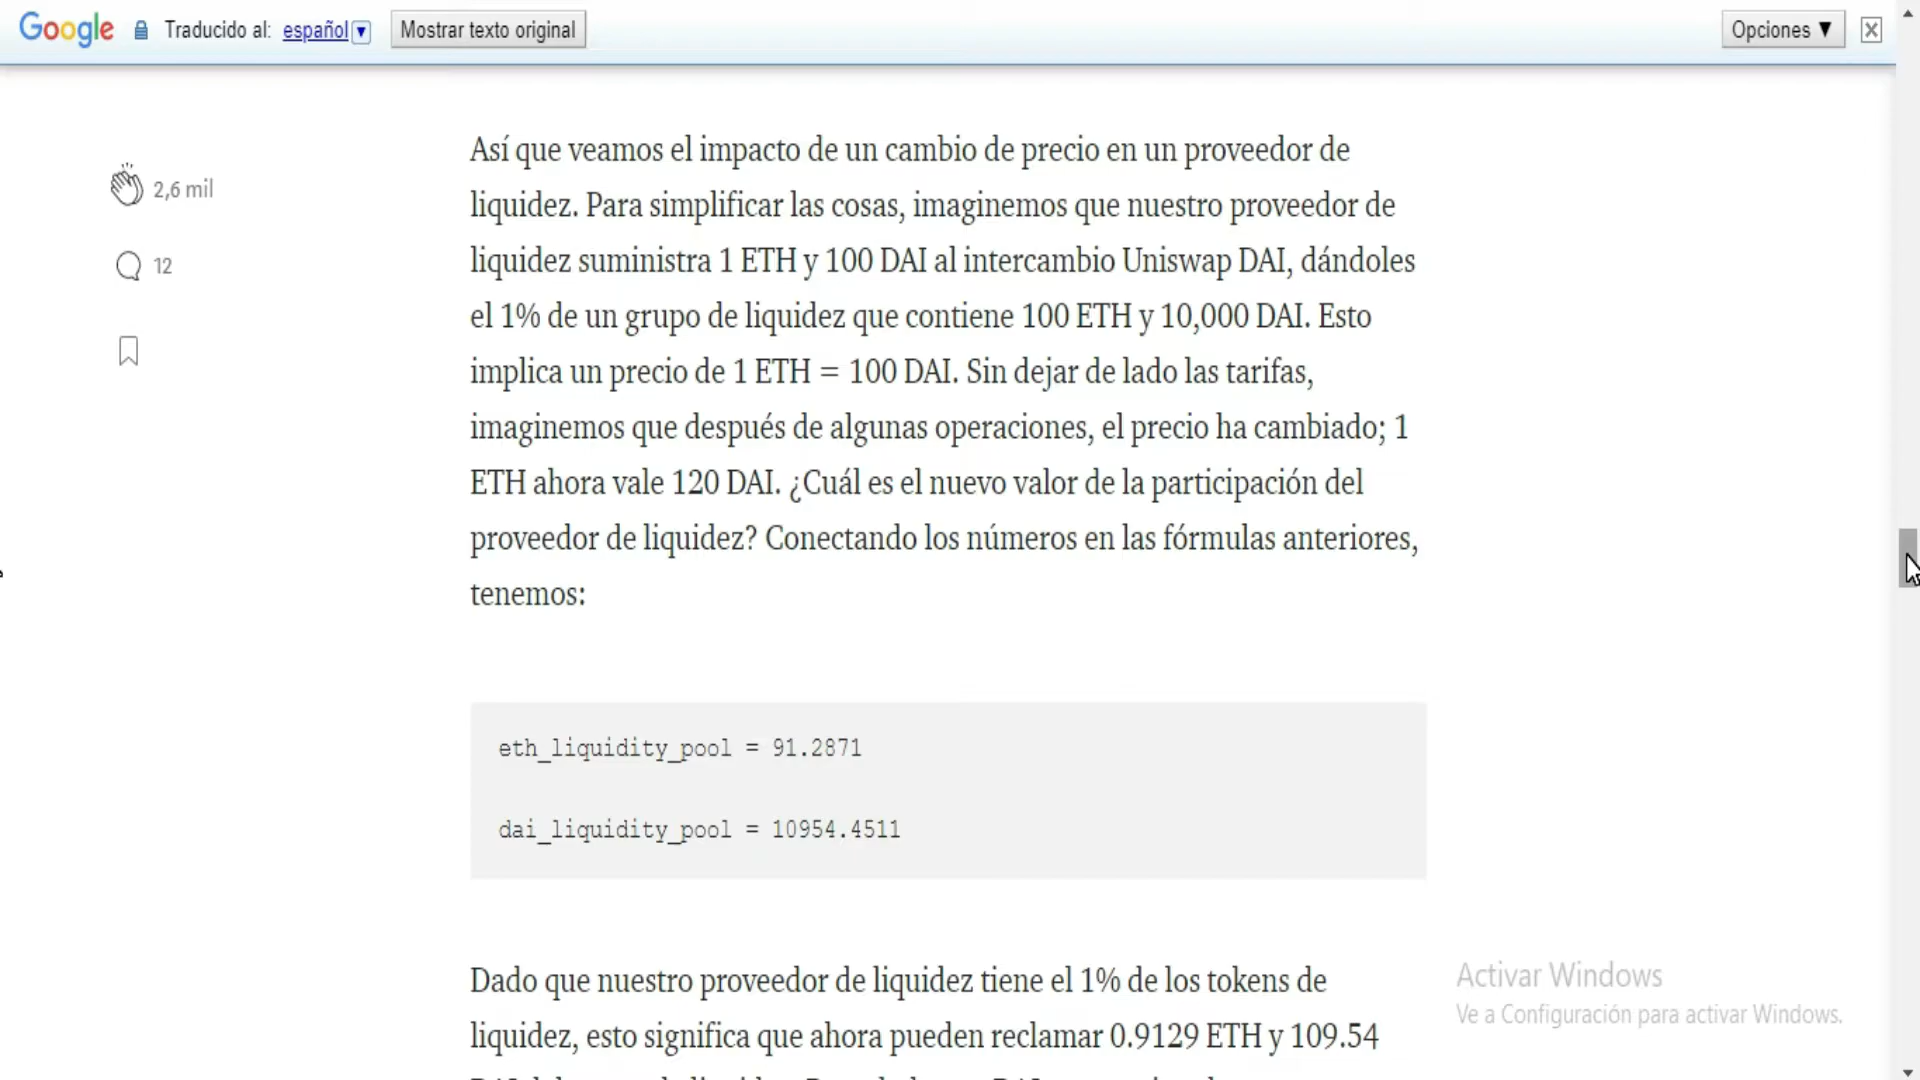 Google Traducido al: español ▼ Mostrar texto original Opciones ▼
2,6 mil
12
Así que veamos el impacto de un cambio de precio en un proveedor de
liquidez. Para simplificar las cosas, imaginemos que nuestro proveedor de
liquidez suministra 1 ETH y 100 DAI al intercambio Uniswap DAI, dándoles
el 1% de un grupo de liquidez que contiene 100 ETH y 10,000 DAI. Esto
implica un precio de 1 ETH = 100 DAI. Sin dejar de lado las tarifas,
imaginemos que después de algunas operaciones, el precio ha cambiado; 1
ETH ahora vale 120 DAI. ¿Cuál es el nuevo valor de la participación del
proveedor de liquidez? Conectando los números en las fórmulas anteriores,
tenemos:
eth_liquidity_pool = 91.2871
dai_liquidity_pool = 10954.4511
Dado que nuestro proveedor de liquidez tiene el 1% de los tokens de
liquidez, esto significa que ahora pueden reclamar 0.9129 ETH y 109.54
Activar Windows
Ve a Configuración para activar Windows.